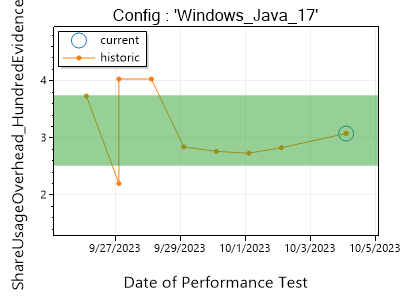 Config : 'Windows_Java_17'
current
historic
ShareUsageOverhead_HundredEvidence
4
3
2
9/27/2023 9/29/2023 10/1/2023 10/3/2023 10/5/2023
Date of Performance Test